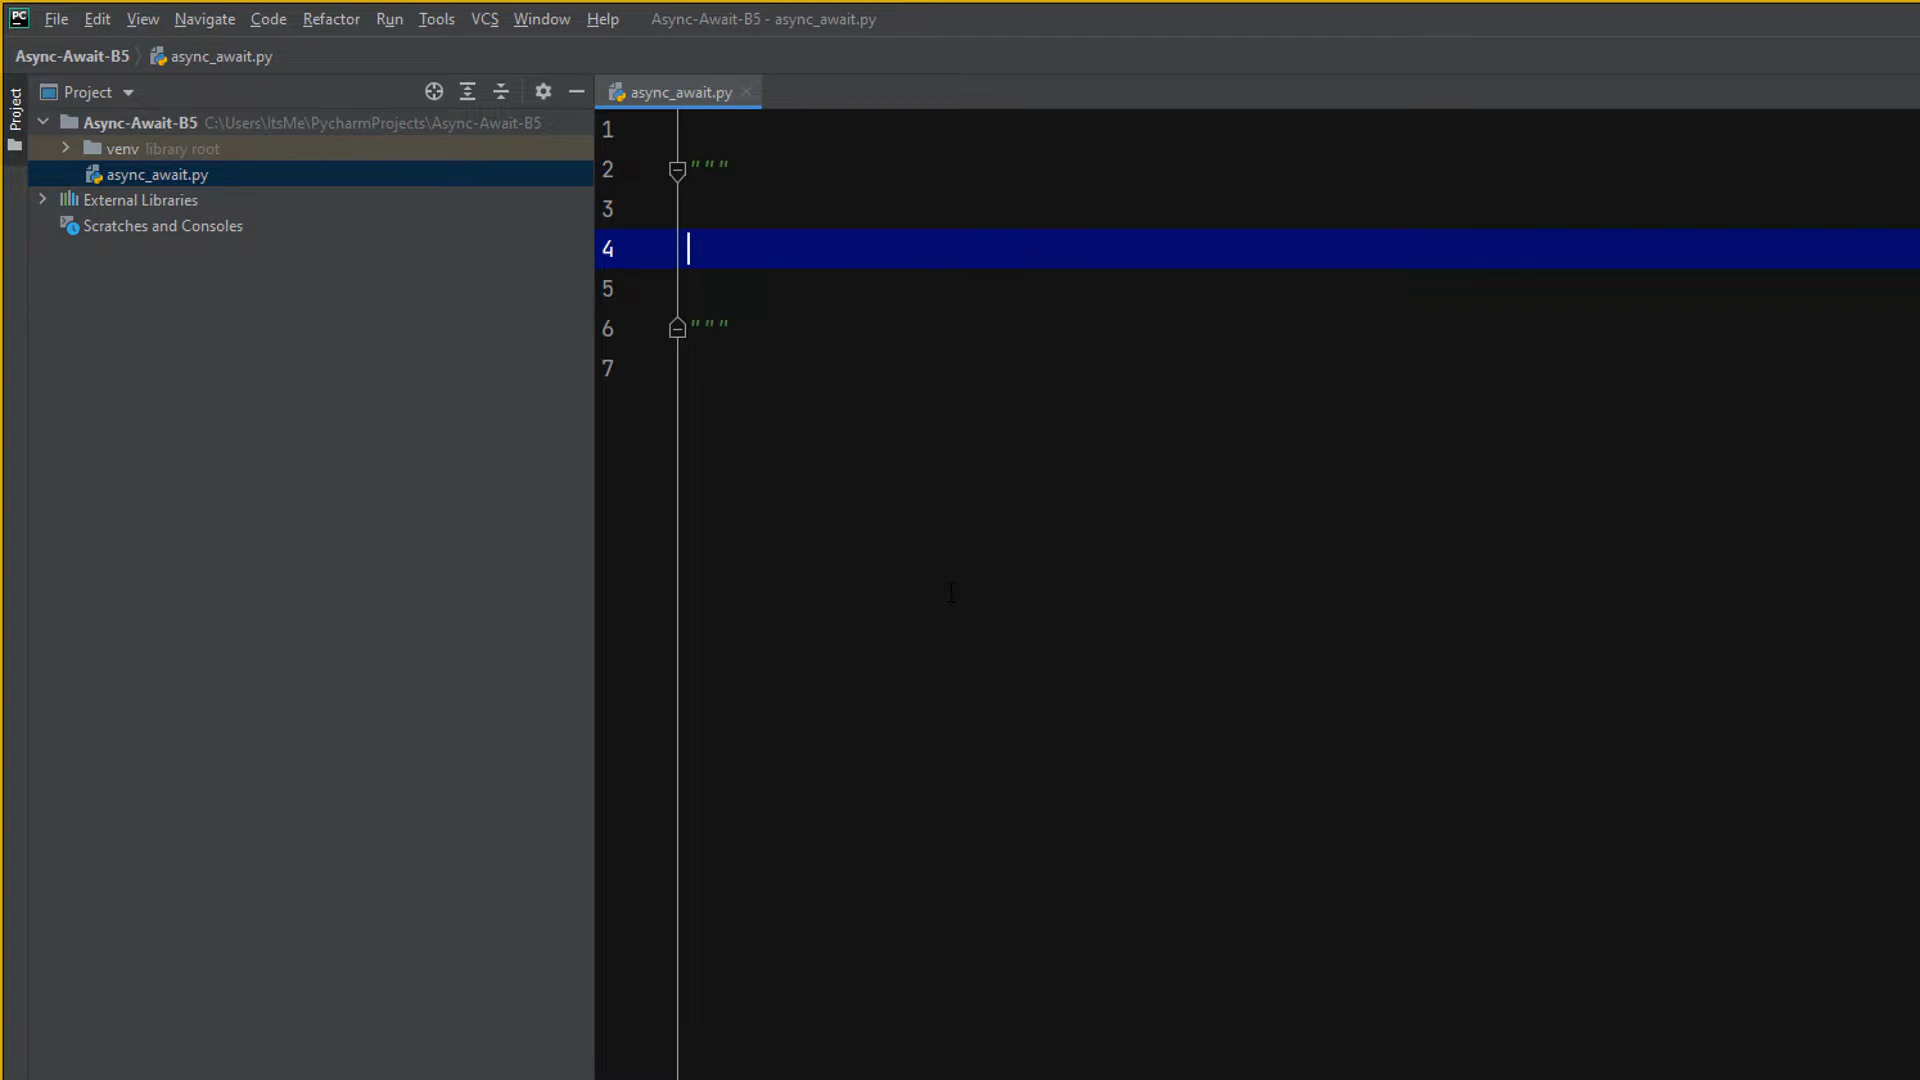 PC File Edit View Navigate Code Refactor Run Tools VCS Window Help Async-Await-B5 - async_await.py
Async-Await-B5 async_await.py
Project
Project
async_await.py
Async-Await-B5 C:\Users\ItsMe\PycharmProjects\Async-Await-B5
venv library root
async_await.py
External Libraries
Scratches and Consoles
1
2 """
3
4
5
6 """
7